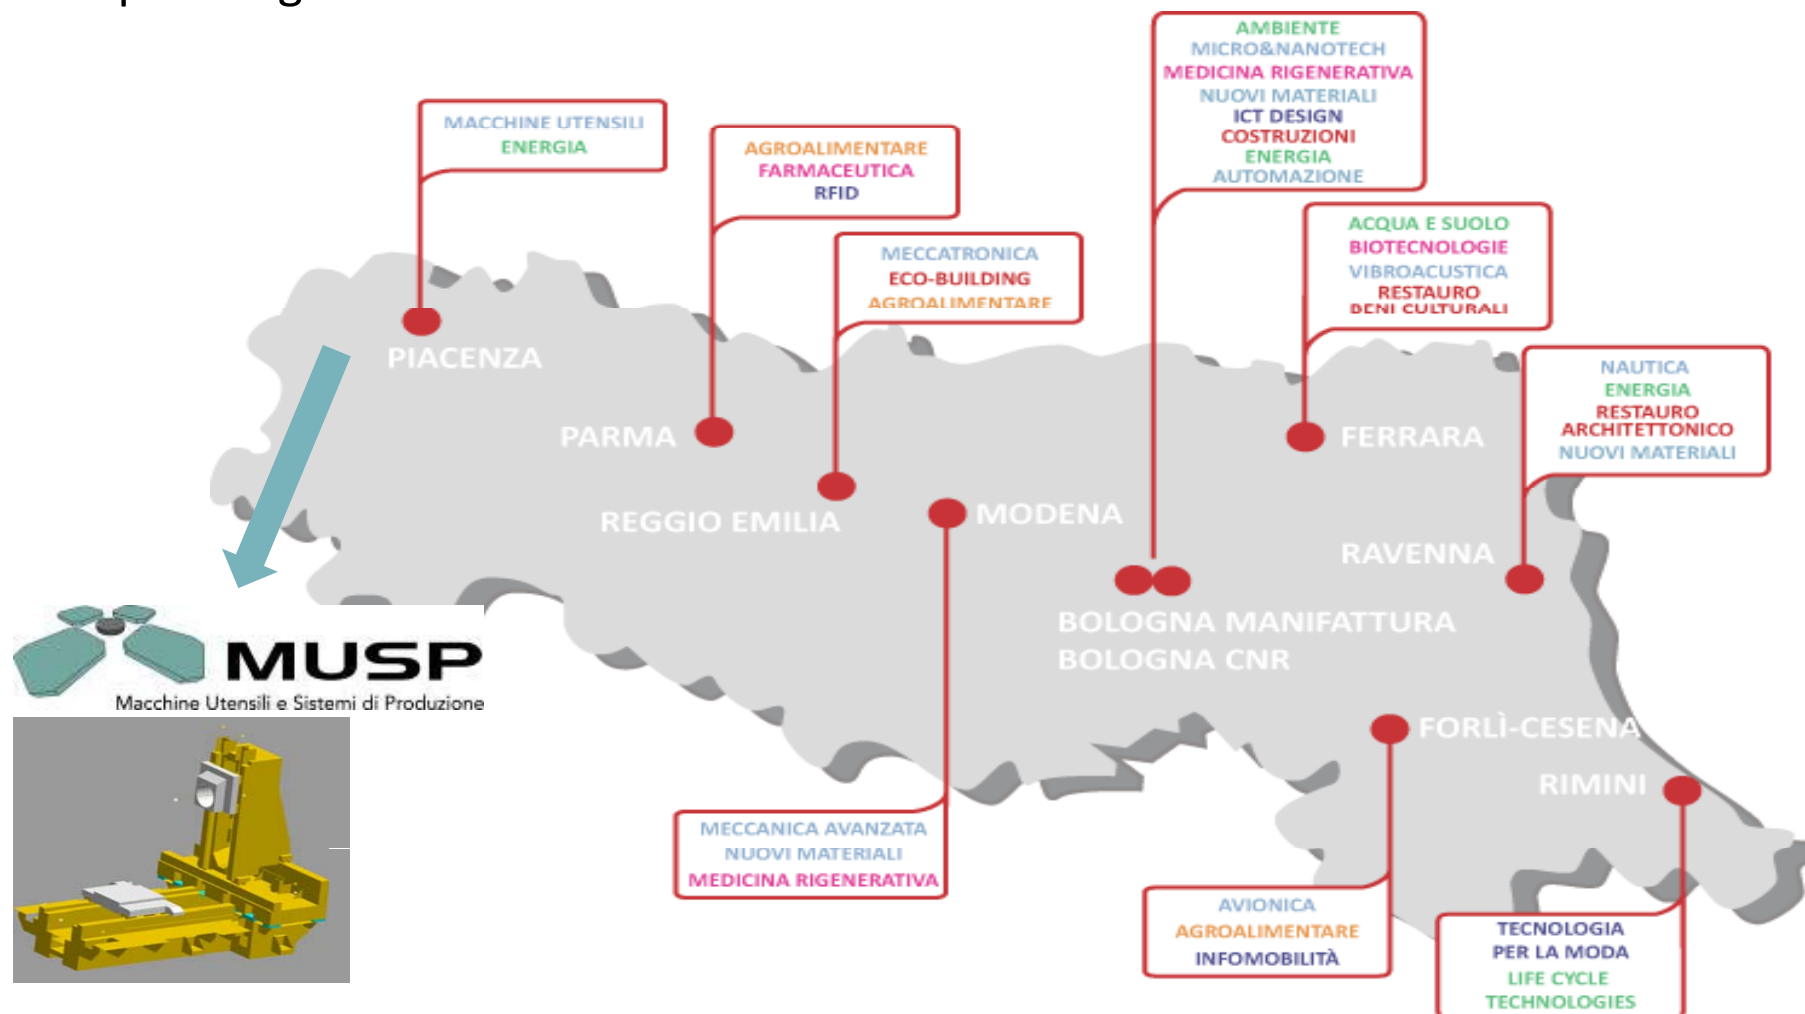 AMBIENTE
MICRO&NANOTECH
MEDICINA RIGENERATIVA
NUOVI MATERIALI
ICT DESIGN
COSTRUZIONI
ENERGIA
AUTOMAZIONE
MACCHINE UTENSILI
ENERGIA
AGROALIMENTARE
FARMACEUTICA
RFID
MECCATRONICA
ECO-BUILDING
AGROALIMENTARE
ACQUA E SUOLO
BIOTECNOLOGIE
VIBROACUSTICA
RESTAURO
BENI CULTURALI
NAUTICA
ENERGIA
RESTAURO
ARCHITETTONICO
NUOVI MATERIALI
PIACENZA
PARMA
FERRARA
REGGIO EMILIA
MODENA
RAVENNA
BOLOGNA MANIFATTURA
BOLOGNA CNR
MUSP
Macchine Utensili e Sistemi di Produzione
FORLÌ-CESENA
RIMINI
MECCANICA AVANZATA
NUOVI MATERIALI
MEDICINA RIGENERATIVA
AVIONICA
AGROALIMENTARE
INFOMOBILITÀ
TECNOLOGIA
PER LA MODA
LIFE CYCLE
TECHNOLOGIES